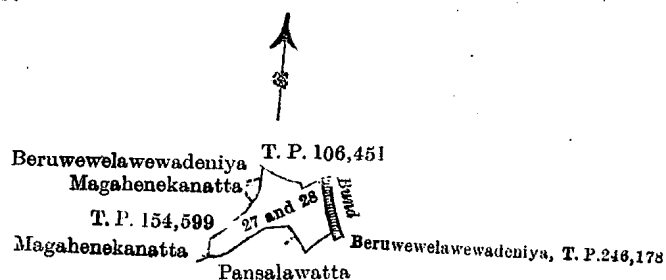 T. P. 106,451
Beruwewelawewadeniya
Magahenekanatta
Bund
27 and 28
T. P. 154,599
Magahenekanatta
Beruwewelawewadeniya, T. P.246,178
Pansalawatta